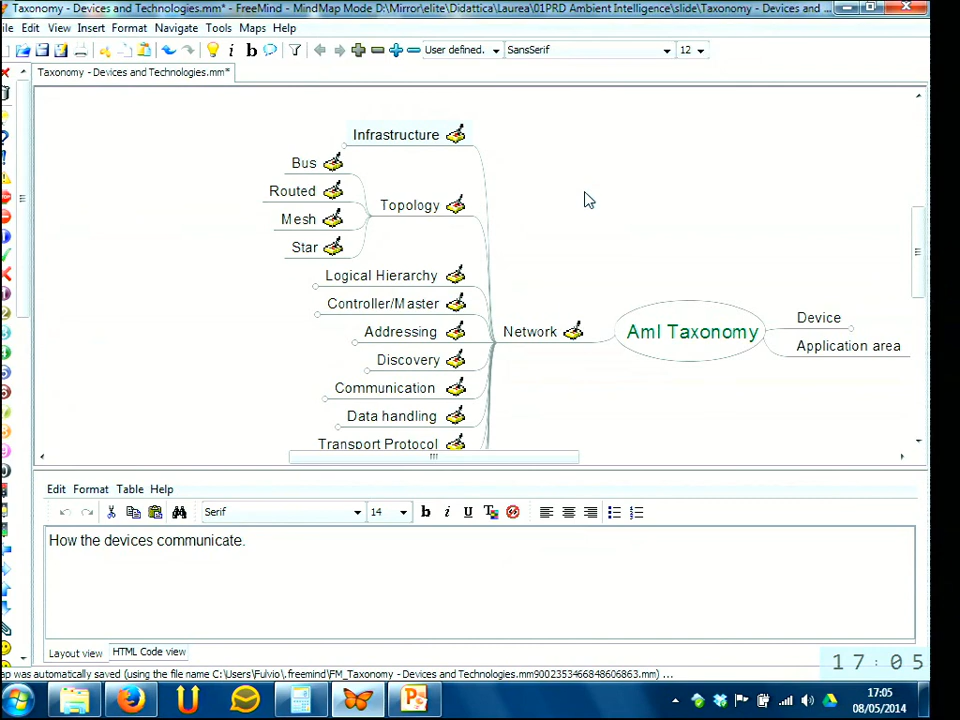 Taxonomy - Devices and Technologies.mm* - FreeMind - MindMap Mode D:\Mirror\elite\Didattica\Laurea\01PRD Ambient Intelligence\slide\Taxonomy - Devices and ...
ile Edit View Insert Format Navigate Tools Maps Help
User defined. SansSerif 12
Taxonomy - Devices and Technologies.mm*
Infrastructure
Bus
Routed
Topology
Mesh
Star
Logical Hierarchy
Controller/Master
Addressing
Network
AmI Taxonomy
Device
Application area
Discovery
Communication
Data handling
Transport Protocol
Edit Format Table Help
Serif 14 b i U
How the devices communicate.
Layout view HTML Code view
ap was automatically saved (using the file name C:\Users\Fulvio\.freemind\FM_Taxonomy - Devices and Technologies.mm9002353466848606863.mm) ...
17:05
17:05
08/05/2014